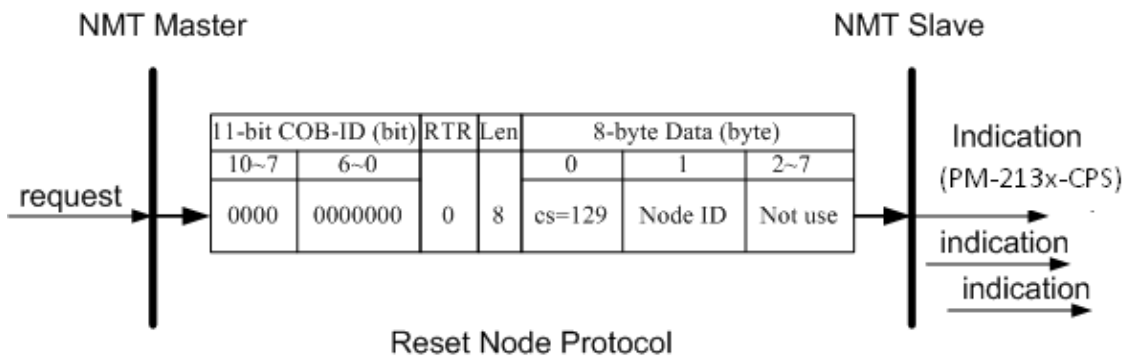 NMT Master NMT Slave
11-bit COB-ID (bit) RTR Len 8-byte Data (byte)
10~7 6~0 0 1 2~7
request 0000 0000000 0 8 cs=129 Node ID Not use
Indication
(PM-213x-CPS)
indication
indication
Reset Node Protocol